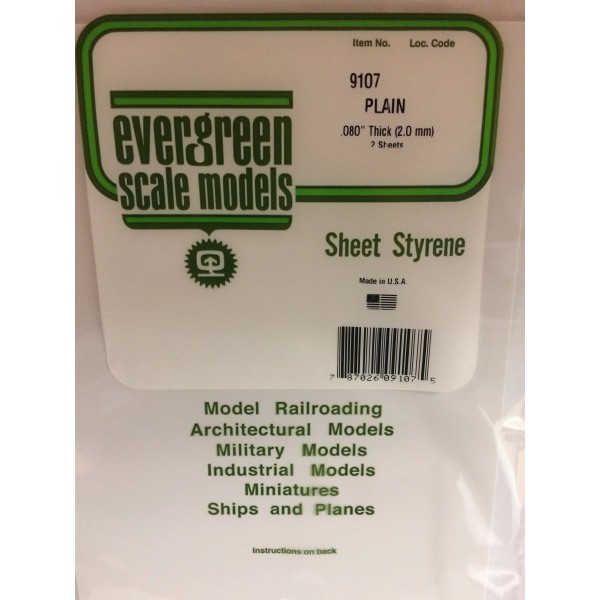 Item No. Loc. Code
9107
PLAIN
.080" Thick (2.0 mm)
2 Sheets
evergreen
scale models
Sheet Styrene
Made in U.S.A
7 87026 09107 5
Model Railroading
Architectural Models
Military Models
Industrial Models
Miniatures
Ships and Planes
Instructions on back